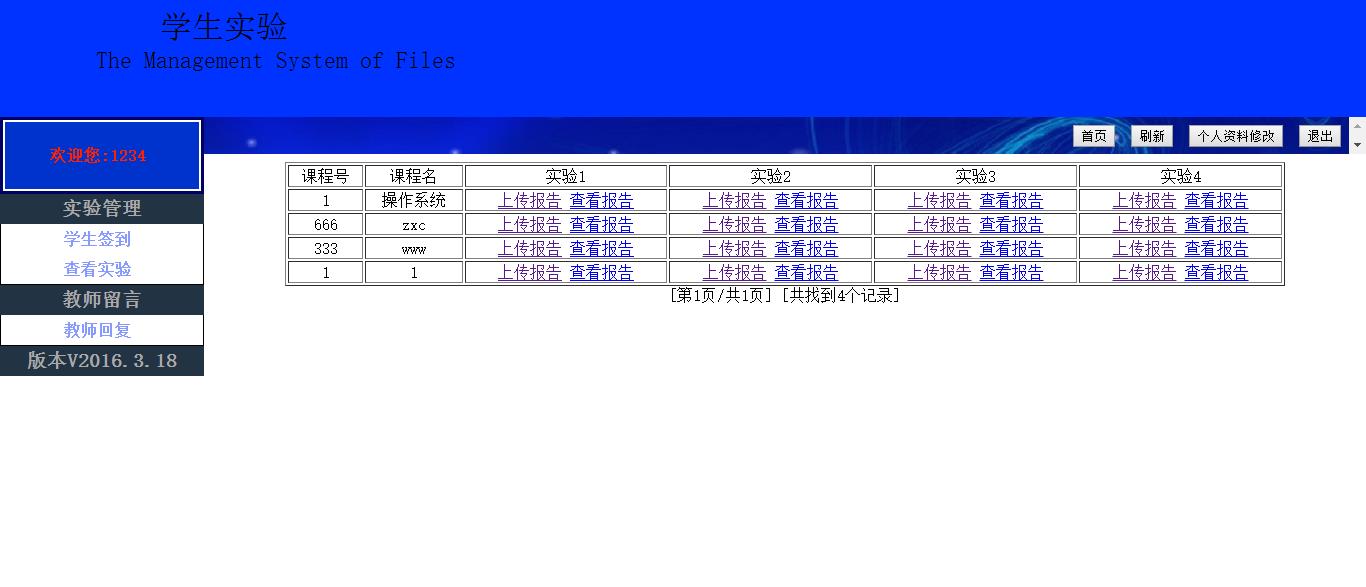 学生实验
The Management System of Files
首页 刷新 个人资料修改 退出
欢迎您:1234
实验管理
学生签到
查看实验
教师留言
教师回复
版本V2016.3.18
课程号 课程名 实验1 实验2 实验3 实验4
1 操作系统 上传报告 查看报告 上传报告 查看报告 上传报告 查看报告 上传报告 查看报告
666 zxc 上传报告 查看报告 上传报告 查看报告 上传报告 查看报告 上传报告 查看报告
333 www 上传报告 查看报告 上传报告 查看报告 上传报告 查看报告 上传报告 查看报告
1 1 上传报告 查看报告 上传报告 查看报告 上传报告 查看报告 上传报告 查看报告
[第1页/共1页] [共找到4个记录]